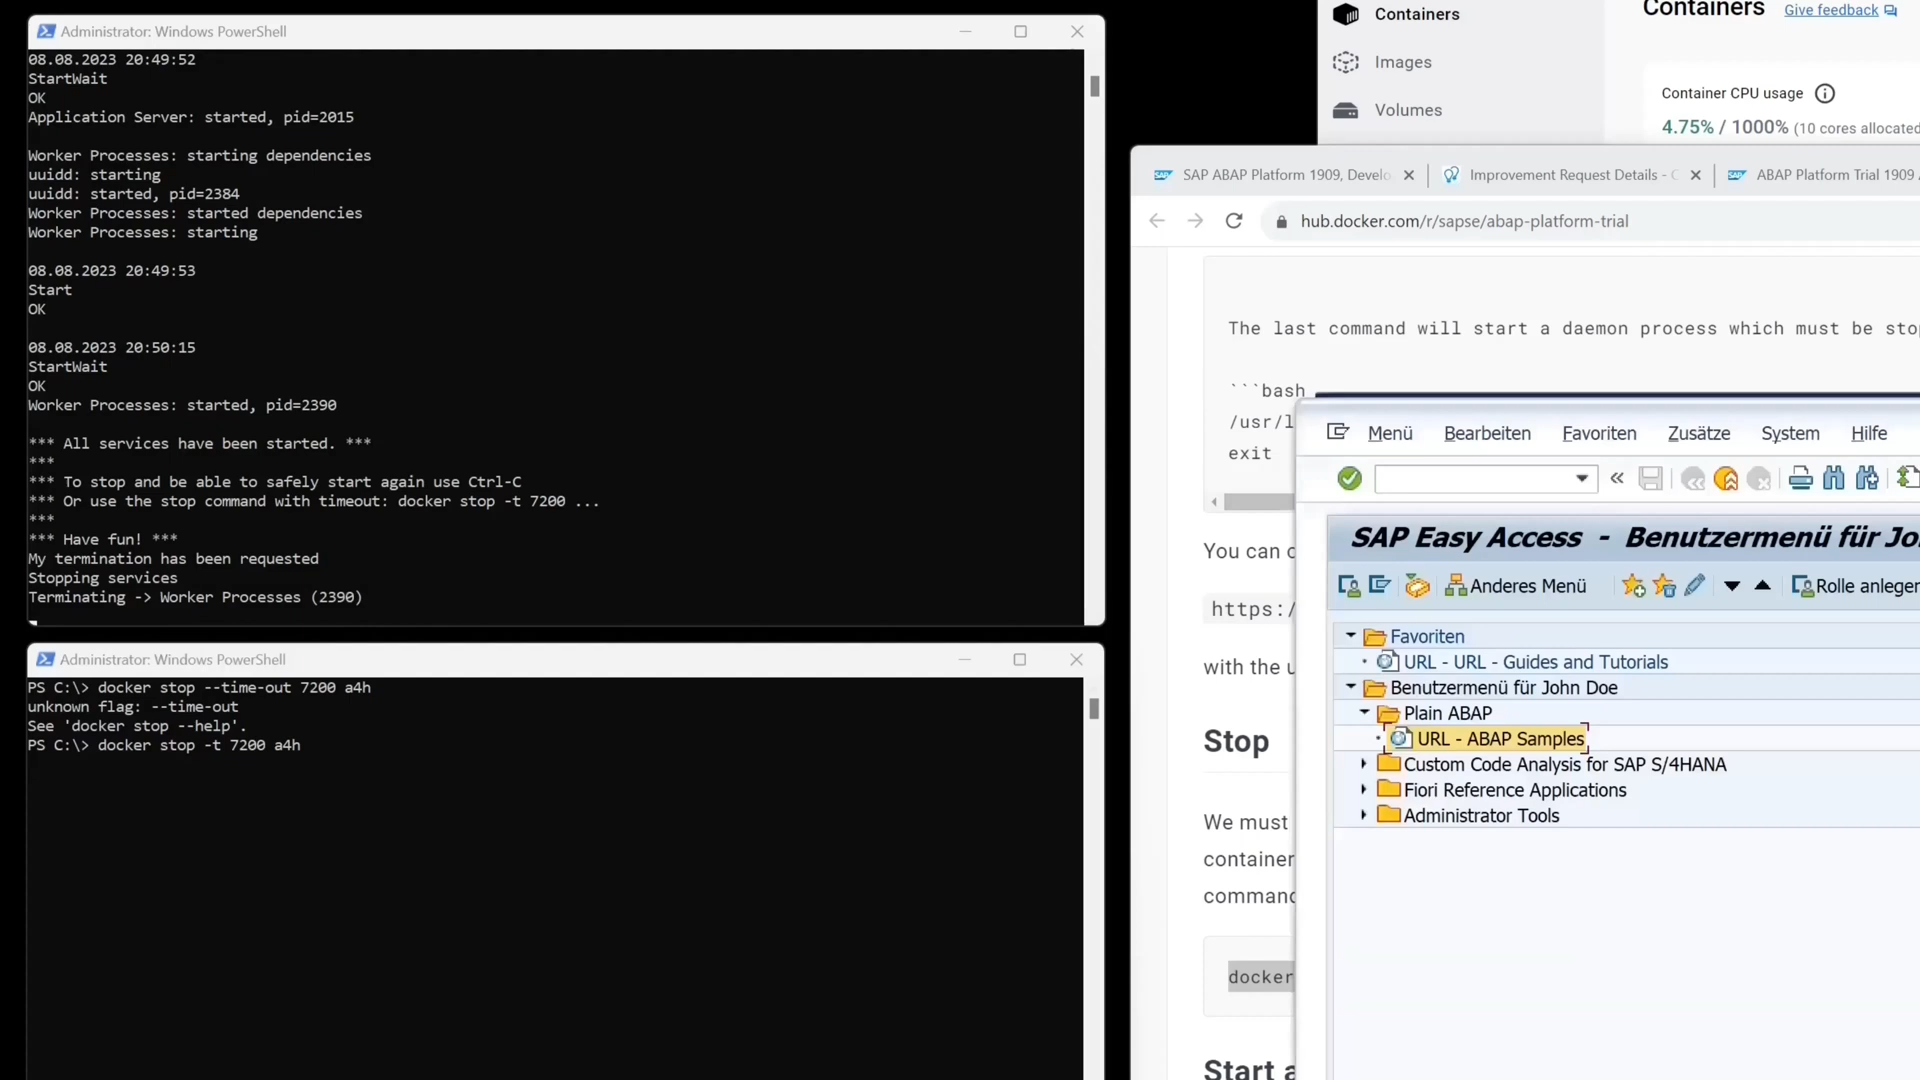 Administrator: Windows PowerShell
08.08.2023 20:49:52
StartWait
OK
Application Server: started, pid=2015
Worker Processes: starting dependencies
uuidd: starting
uuidd: started, pid=2384
Worker Processes: started dependencies
Worker Processes: starting
08.08.2023 20:49:53
Start
OK
08.08.2023 20:50:15
StartWait
OK
Worker Processes: started, pid=2390
*** All services have been started. ***
***
*** To stop and be able to safely start again use Ctrl-C
*** Or use the stop command with timeout: docker stop -t 7200 ...
***
*** Have fun! ***
My termination has been requested
Stopping services
Terminating -> Worker Processes (2390)
Administrator: Windows PowerShell
PS C:\> docker stop --time-out 7200 a4h
unknown flag: --time-out
See 'docker stop --help'.
PS C:\> docker stop -t 7200 a4h
Containers
Images
Volumes
Containers Give feedback
Container CPU usage
4.75% / 1000% (10 cores allocated
SAP ABAP Platform 1909, Develo
Improvement Request Details - C
ABAP Platform Trial 1909
hub.docker.com/r/sapse/abap-platform-trial
The last command will start a daemon process which must be sto
```bash
/usr/l
exit
You can c
https:/
with the u
Stop
We must
container
command
docker
Start a
Menü Bearbeiten Favoriten Zusätze System Hilfe
SAP Easy Access - Benutzermenü für Jo
Anderes Menü
Rolle anlegen
Favoriten
URL - URL - Guides and Tutorials
Benutzermenü für John Doe
Plain ABAP
URL - ABAP Samples
Custom Code Analysis for SAP S/4HANA
Fiori Reference Applications
Administrator Tools